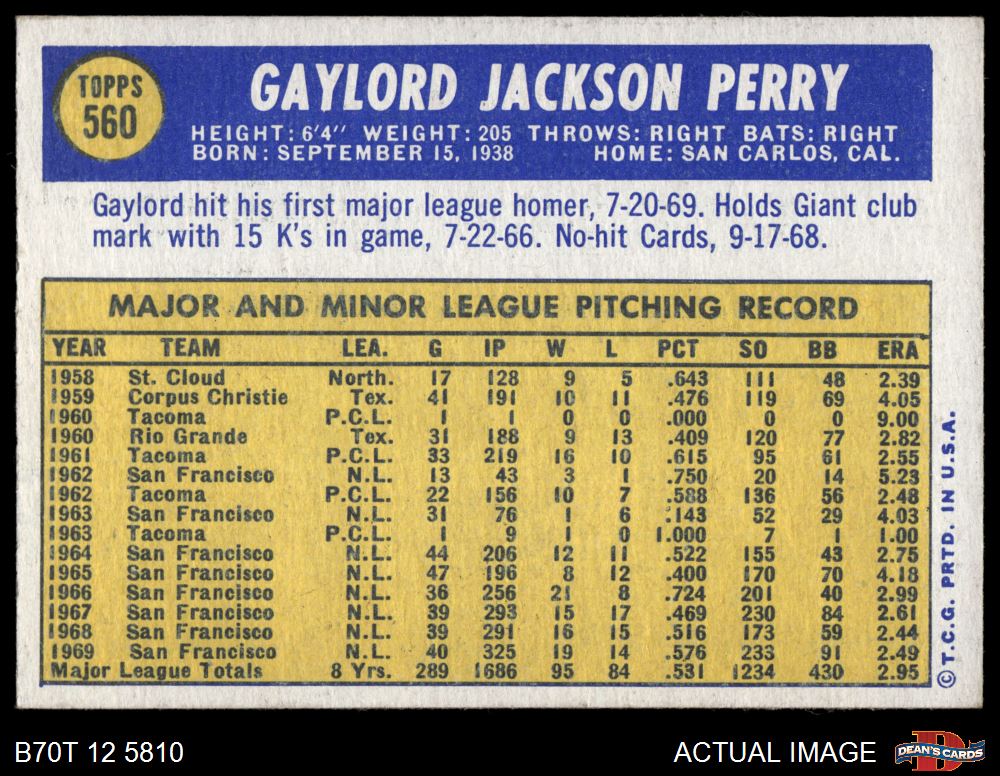 TOPPS
560
GAYLORD JACKSON PERRY
HEIGHT: 6'4" WEIGHT: 205 THROWS: RIGHT BATS: RIGHT
BORN: SEPTEMBER 15, 1938 HOME: SAN CARLOS, CAL.
Gaylord hit his first major league homer, 7-20-69. Holds Giant club
mark with 15 K's in game, 7-22-66. No-hit Cards, 9-17-68.
MAJOR AND MINOR LEAGUE PITCHING RECORD
YEAR TEAM LEA. G IP W L PCT SO BB ERA
1958 St. Cloud North. 17 128 9 5 .643 111 48 2.39
1959 Corpus Christie Tex. 41 191 10 11 .476 119 69 4.05
1960 Tacoma P.C.L. 1 1 0 0 .000 0 0 9.00
1960 Rio Grande Tex. 31 188 9 13 .409 120 77 2.82
1961 Tacoma P.C.L. 33 219 16 10 .615 95 61 2.55
1962 San Francisco N.L. 13 43 3 1 .750 20 14 5.23
1962 Tacoma P.C.L. 22 156 10 7 .588 136 56 2.48
1963 San Francisco N.L. 31 76 1 6 .143 52 29 4.03
1963 Tacoma P.C.L. 1 9 1 0 1.000 7 1 1.00
1964 San Francisco N.L. 44 206 12 11 .522 155 43 2.75
1965 San Francisco N.L. 47 196 8 12 .400 170 70 4.18
1966 San Francisco N.L. 36 256 21 8 .724 201 40 2.99
1967 San Francisco N.L. 39 293 15 17 .469 230 84 2.61
1968 San Francisco N.L. 39 291 16 15 .516 173 59 2.44
1969 San Francisco N.L. 40 325 19 14 .576 233 91 2.49
Major League Totals 8 Yrs. 289 1686 95 84 .531 1234 430 2.95
©T.C.G. PRTD. IN U.S.A.
B70T 12 5810
ACTUAL IMAGE
DEAN'S CARDS